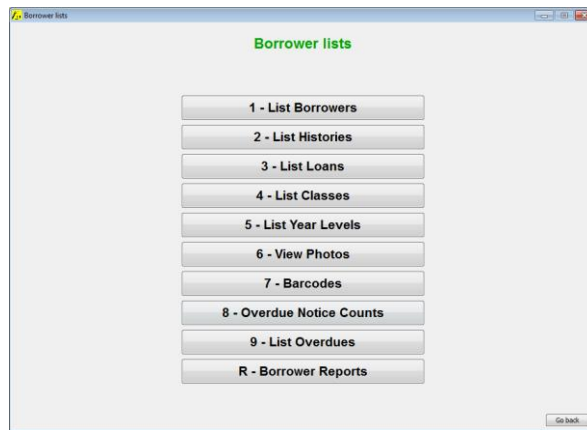 Borrower lists
Borrower lists
1 - List Borrowers
2 - List Histories
3 - List Loans
4 - List Classes
5 - List Year Levels
6 - View Photos
7 - Barcodes
8 - Overdue Notice Counts
9 - List Overdues
R - Borrower Reports
Go back